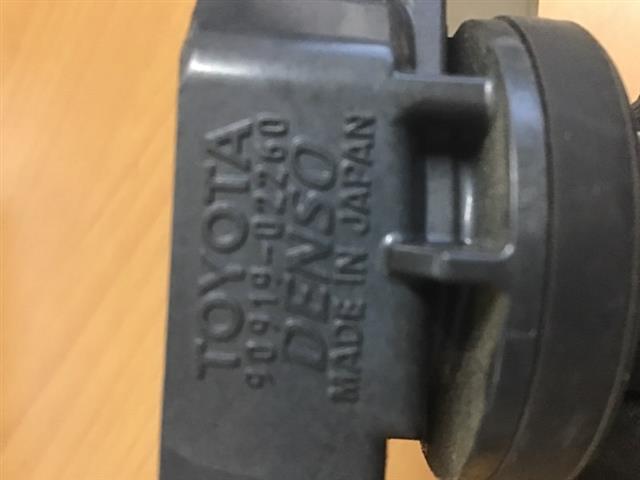 TOYOTA
90919-02260
DENSO
MADE IN JAPAN